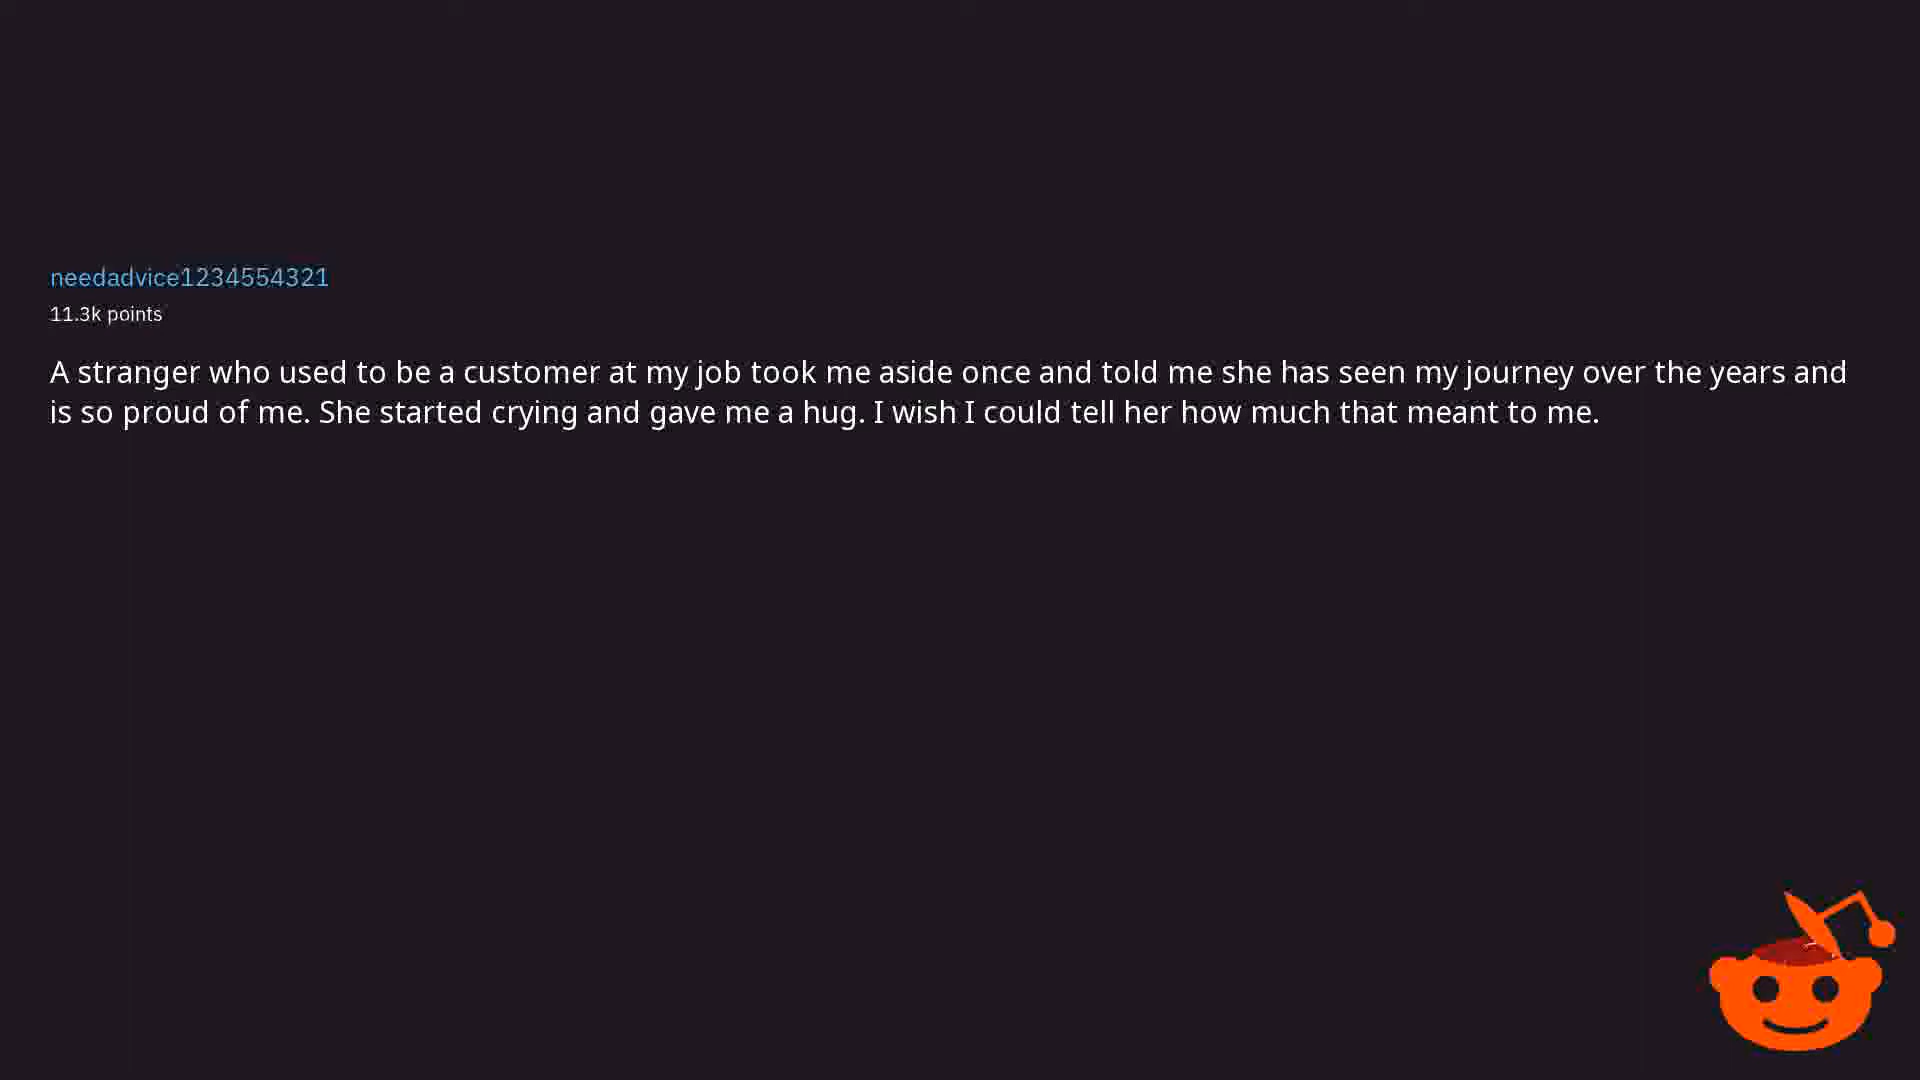 needadvice1234554321
11.3k points
A stranger who used to be a customer at my job took me aside once and told me she has seen my journey over the years and
is so proud of me. She started crying and gave me a hug. I wish I could tell her how much that meant to me.